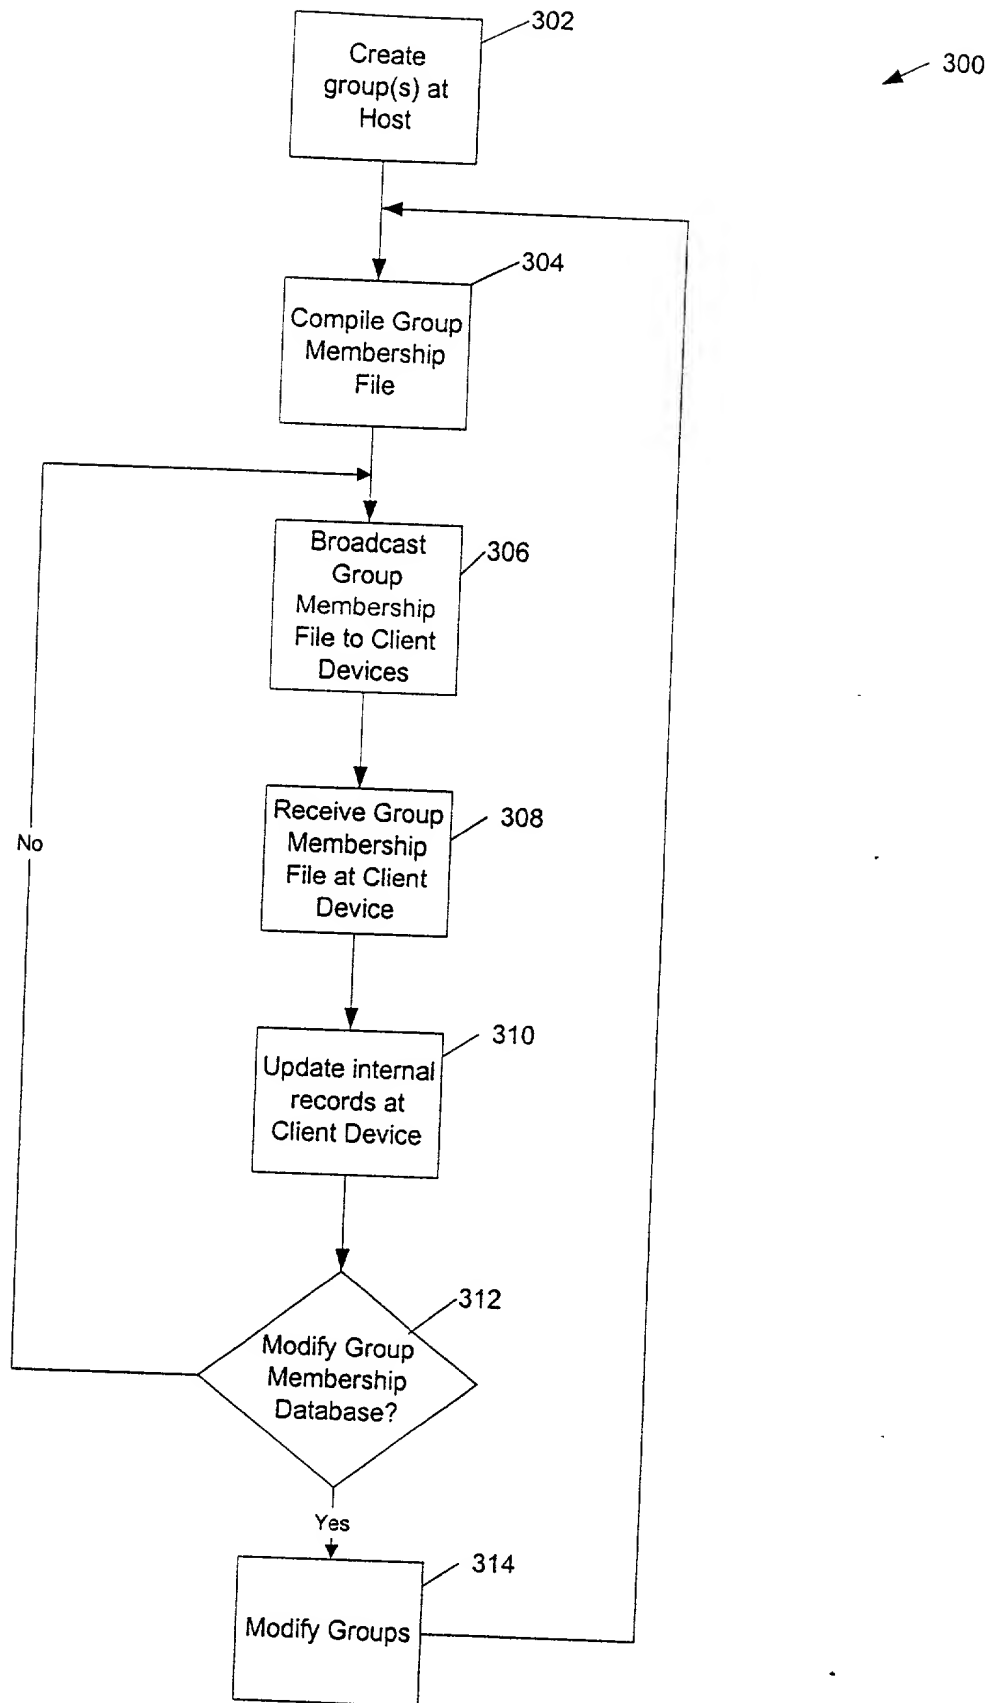 302
Create
group(s) at
Host
300
304
Compile Group
Membership
File
Broadcast
Group
Membership
File to Client
Devices
306
Receive Group
Membership
File at Client
Device
308
No
310
Update internal
records at
Client Device
312
Modify Group
Membership
Database?
Yes
314
Modify Groups